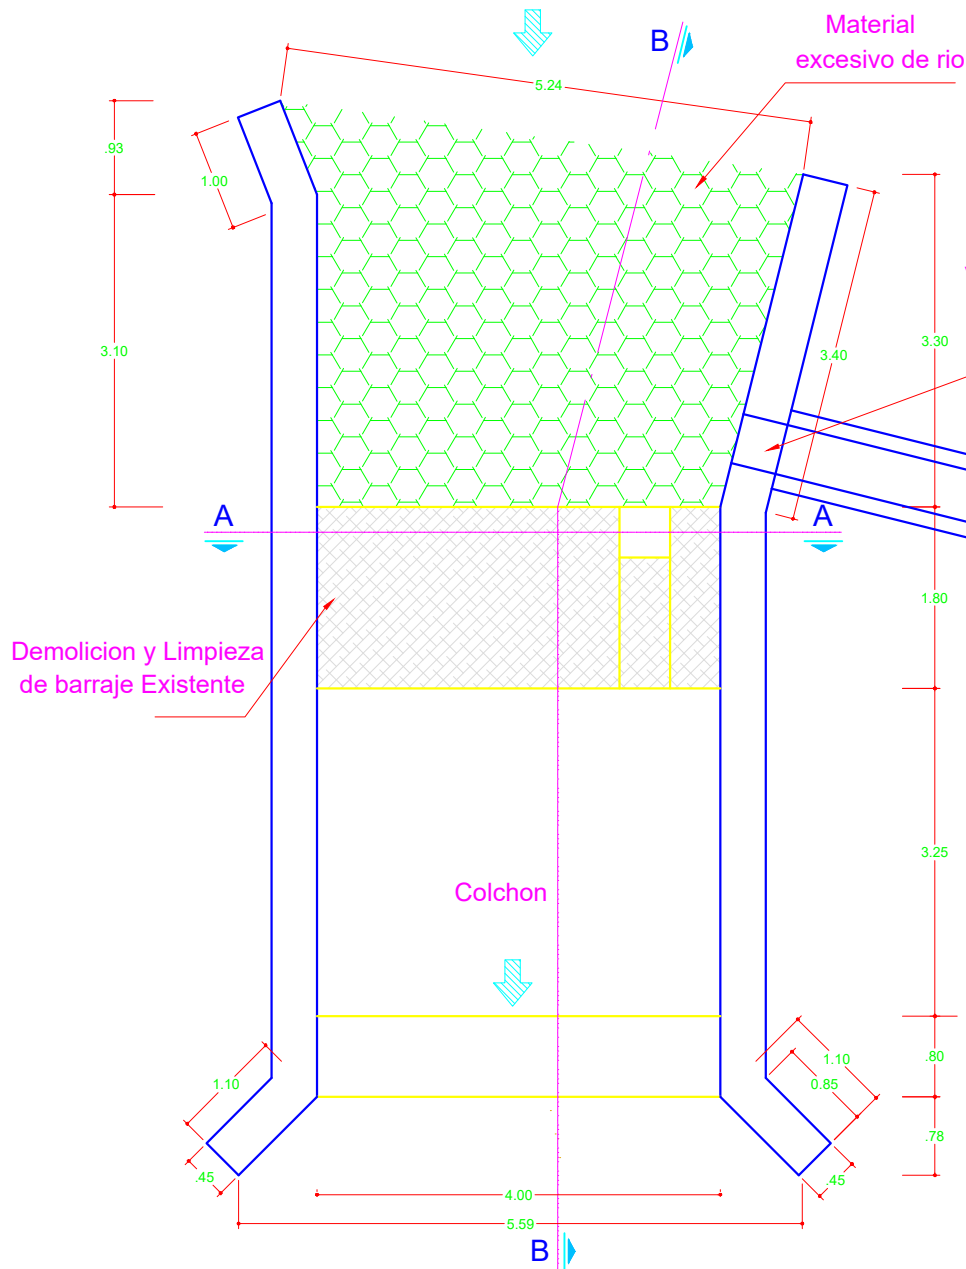 Material
excesivo de rio
B
5.24
.93
1.00
3.10
3.40
3.30
A
A
1.80
Demolicion y Limpieza
de barraje Existente
3.25
Colchon
1.10
1.10
0.85
.80
.78
.45
.45
4.00
5.59
B